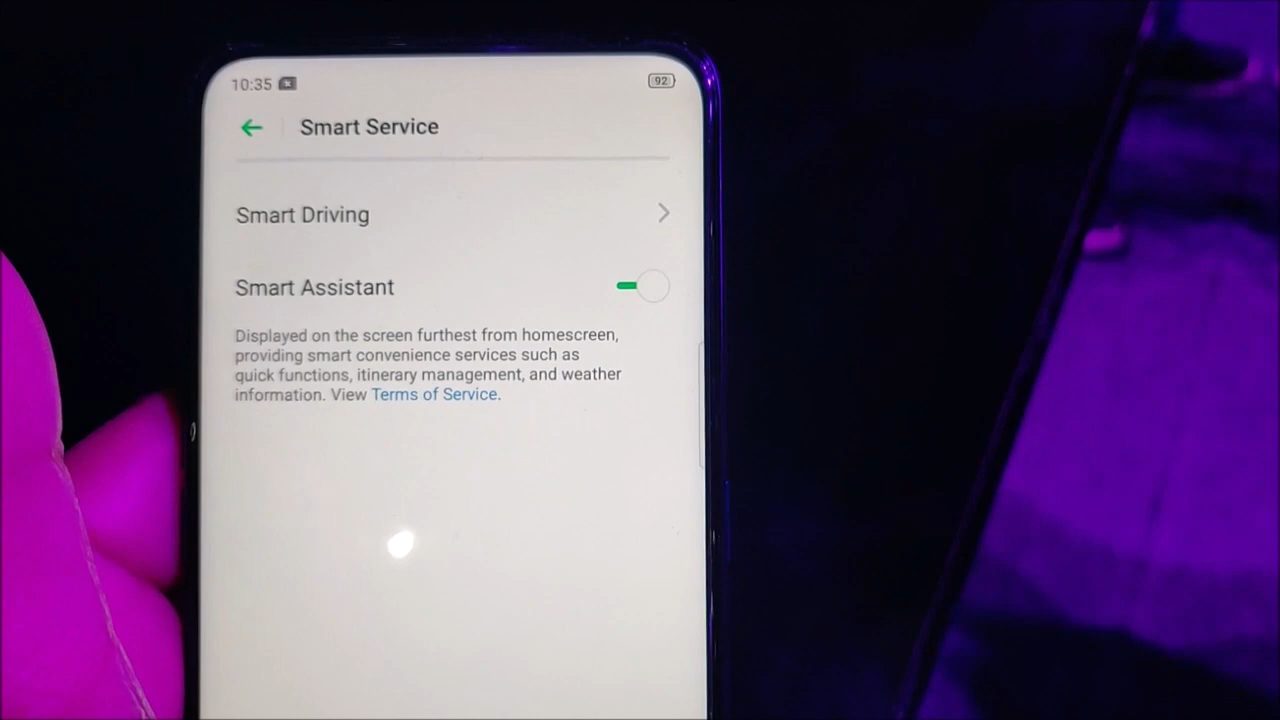 10:35
92
Smart Service
Smart Driving
Smart Assistant
Displayed on the screen furthest from homescreen,
providing smart convenience services such as
quick functions, itinerary management, and weather
information. View Terms of Service.